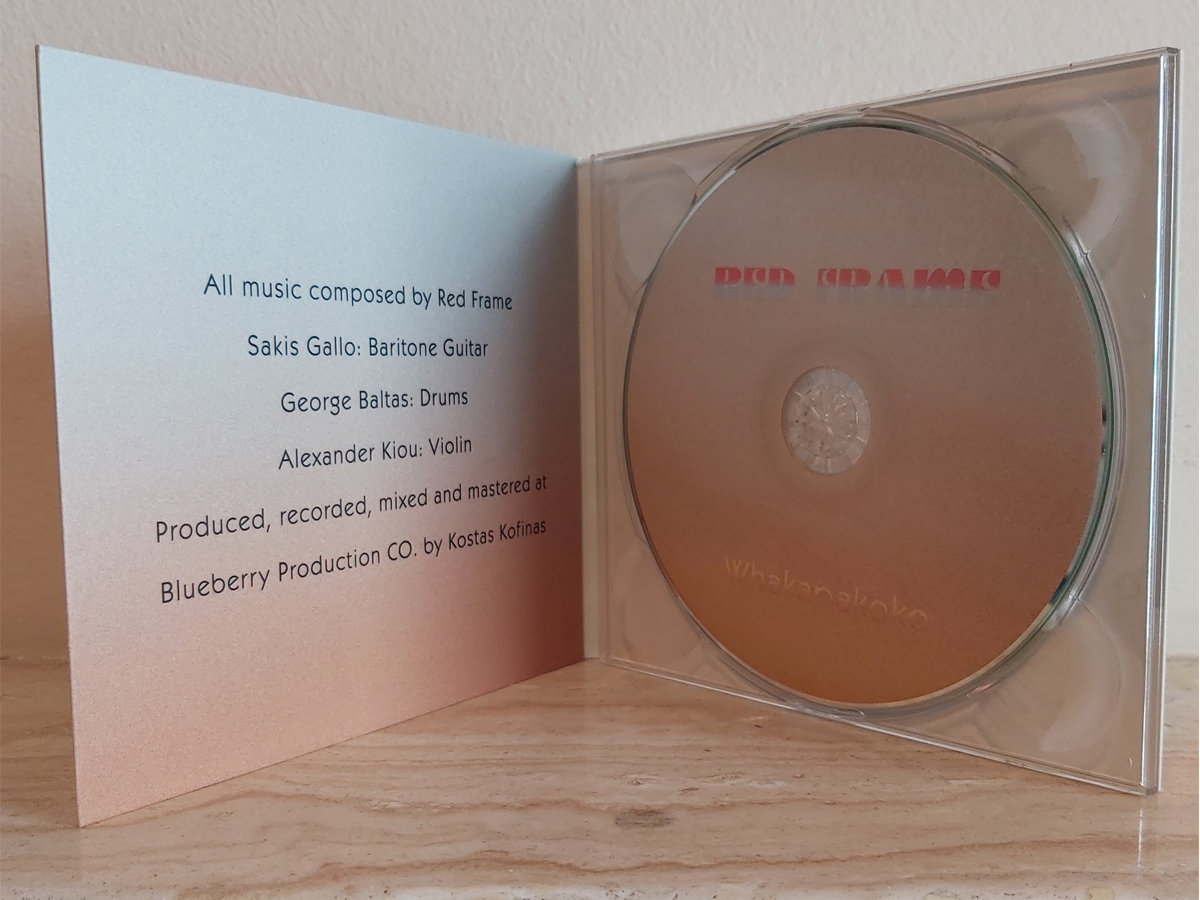 All music composed by Red Frame
Sakis Gallo: Baritone Guitar
George Baltas: Drums
Alexander Kiou: Violin
Produced, recorded, mixed and mastered at
Blueberry Production CO. by Kostas Kofinas
RED FRAME
Whakapakoko